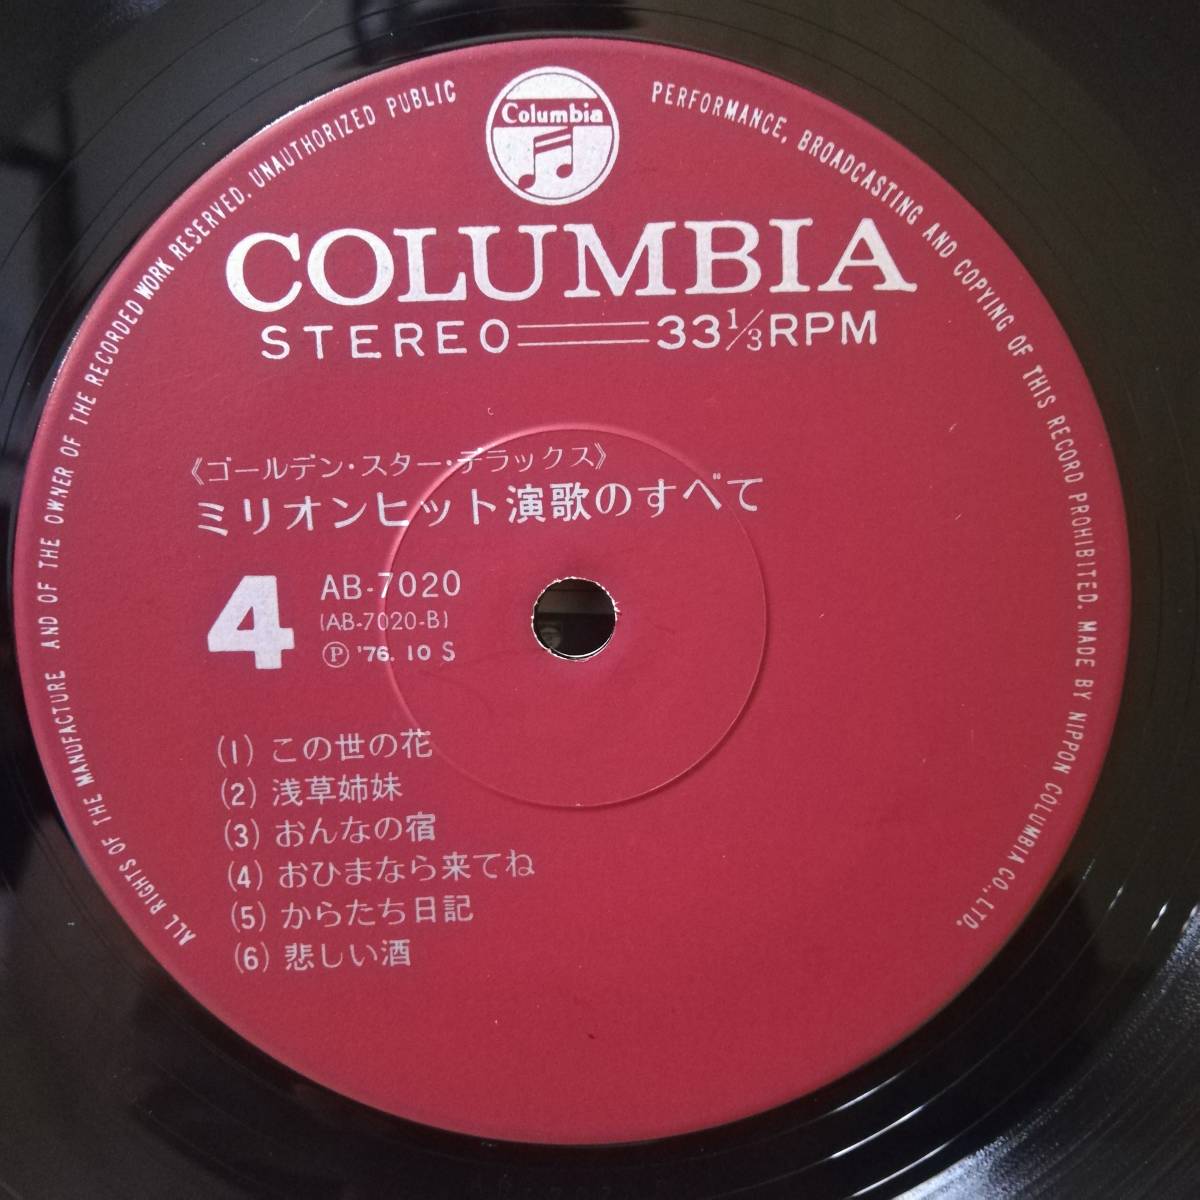 Columbia
COLUMBIA
STEREO 33 1/3 RPM
《ゴールデン・スター・デラックス》
ミリオンヒット演歌のすべて
4
AB-7020
(AB-7020-B)
Ⓟ '76. 10 S
(1) この世の花
(2) 浅草姉妹
(3) おんなの宿
(4) おひまなら来てね
(5) からたち日記
(6) 悲しい酒
ALL RIGHTS OF THE MANUFACTURE AND OF THE OWNER OF THE RECORDED WORK RESERVED. UNAUTHORIZED PUBLIC PERFORMANCE, BROADCASTING AND COPYING OF THIS RECORD PROHIBITED. MADE BY NIPPON COLUMBIA CO., LTD.